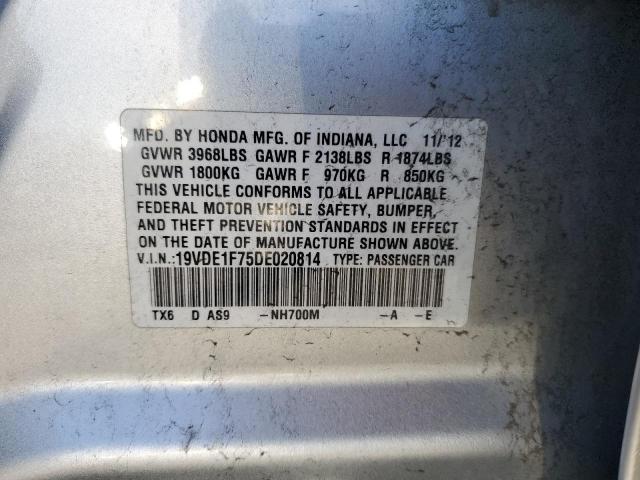 MFD. BY HONDA MFG. OF INDIANA, LLC 11/12
GVWR 3968LBS GAWR F 2138LBS R 1874LBS
GVWR 1800KG GAWR F 970KG R 850KG
THIS VEHICLE CONFORMS TO ALL APPLICABLE
FEDERAL MOTOR VEHICLE SAFETY, BUMPER,
AND THEFT PREVENTION STANDARDS IN EFFECT
ON THE DATE OF MANUFACTURE SHOWN ABOVE.
V.I.N.:19VDE1F75DE020814 TYPE: PASSENGER CAR
TX6 D AS9 -NH700M -A -E